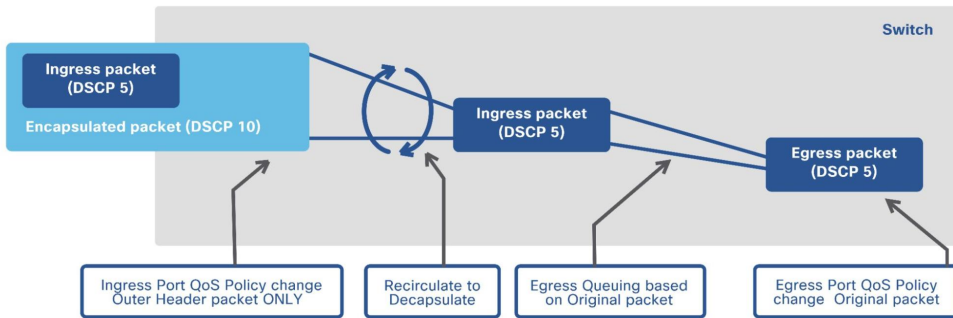 Switch
Ingress packet
(DSCP 5)
Encapsulated packet (DSCP 10)
Ingress packet
(DSCP 5)
Egress packet
(DSCP 5)
Ingress Port QoS Policy change
Outer Header packet ONLY
Recirculate to
Decapsulate
Egress Queuing based
on Original packet
Egress Port QoS Policy
change Original packet